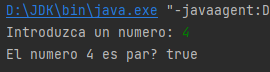 D:\JDK\bin\java.exe "-javaagent:D
Introduzca un numero: 4
El numero 4 es par? true